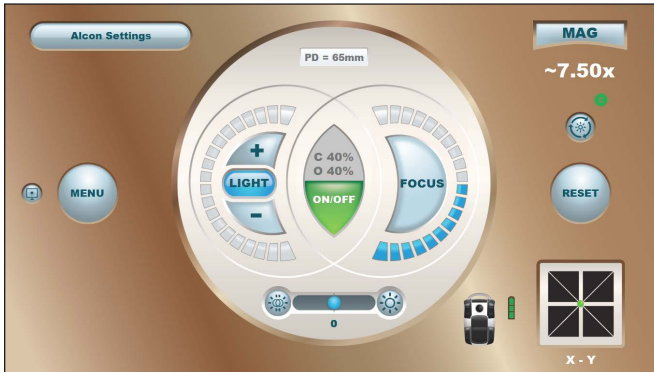 Alcon Settings
PD = 65mm
MAG
~7.50x
+
C 40%
O 40%
LIGHT
ON/OFF
FOCUS
-
MENU
RESET
0
X - Y